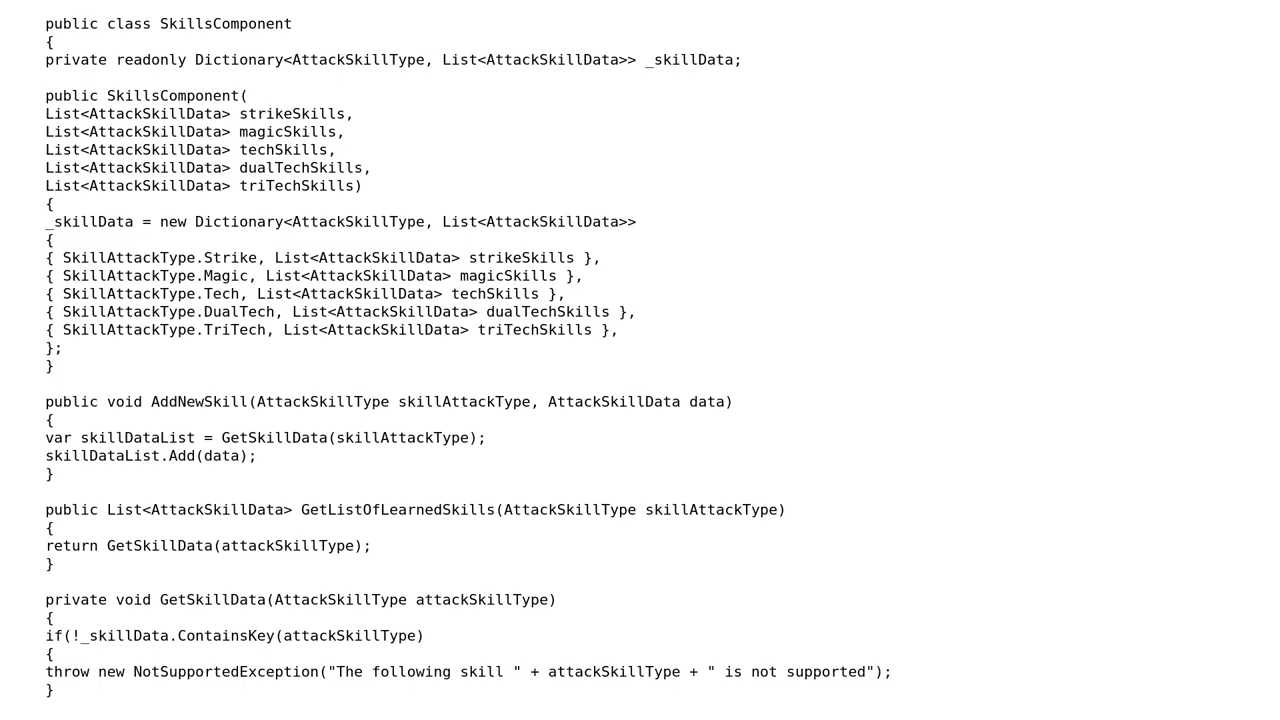 public class SkillsComponent
{
private readonly Dictionary<AttackSkillType, List<AttackSkillData>> _skillData;

public SkillsComponent(
List<AttackSkillData> strikeSkills,
List<AttackSkillData> magicSkills,
List<AttackSkillData> techSkills,
List<AttackSkillData> dualTechSkills,
List<AttackSkillData> triTechSkills)
{
_skillData = new Dictionary<AttackSkillType, List<AttackSkillData>>
{
{ SkillAttackType.Strike, List<AttackSkillData> strikeSkills },
{ SkillAttackType.Magic, List<AttackSkillData> magicSkills },
{ SkillAttackType.Tech, List<AttackSkillData> techSkills },
{ SkillAttackType.DualTech, List<AttackSkillData> dualTechSkills },
{ SkillAttackType.TriTech, List<AttackSkillData> triTechSkills },
};
}

public void AddNewSkill(AttackSkillType skillAttackType, AttackSkillData data)
{
var skillDataList = GetSkillData(skillAttackType);
skillDataList.Add(data);
}

public List<AttackSkillData> GetListOfLearnedSkills(AttackSkillType skillAttackType)
{
return GetSkillData(attackSkillType);
}

private void GetSkillData(AttackSkillType attackSkillType)
{
if(!_skillData.ContainsKey(attackSkillType)
{
throw new NotSupportedException("The following skill " + attackSkillType + " is not supported");
}